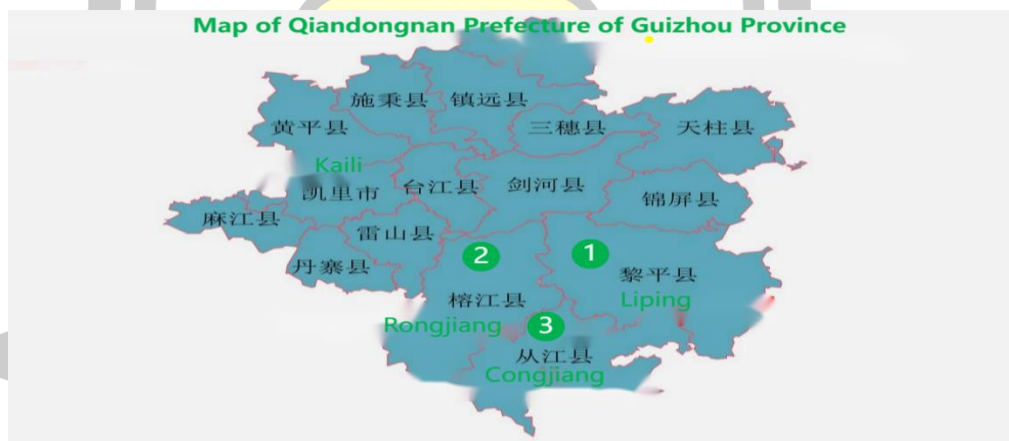 Map of Qiandongnan Prefecture of Guizhou Province
施秉县
镇远县
黄平县
三穗县
天柱县
Kaili
凯里市
台江县
剑河县
锦屏县
麻江县
雷山县
丹寨县
2
1
黎平县
Liping
榕江县
Rongjiang
3
从江县
Congjiang